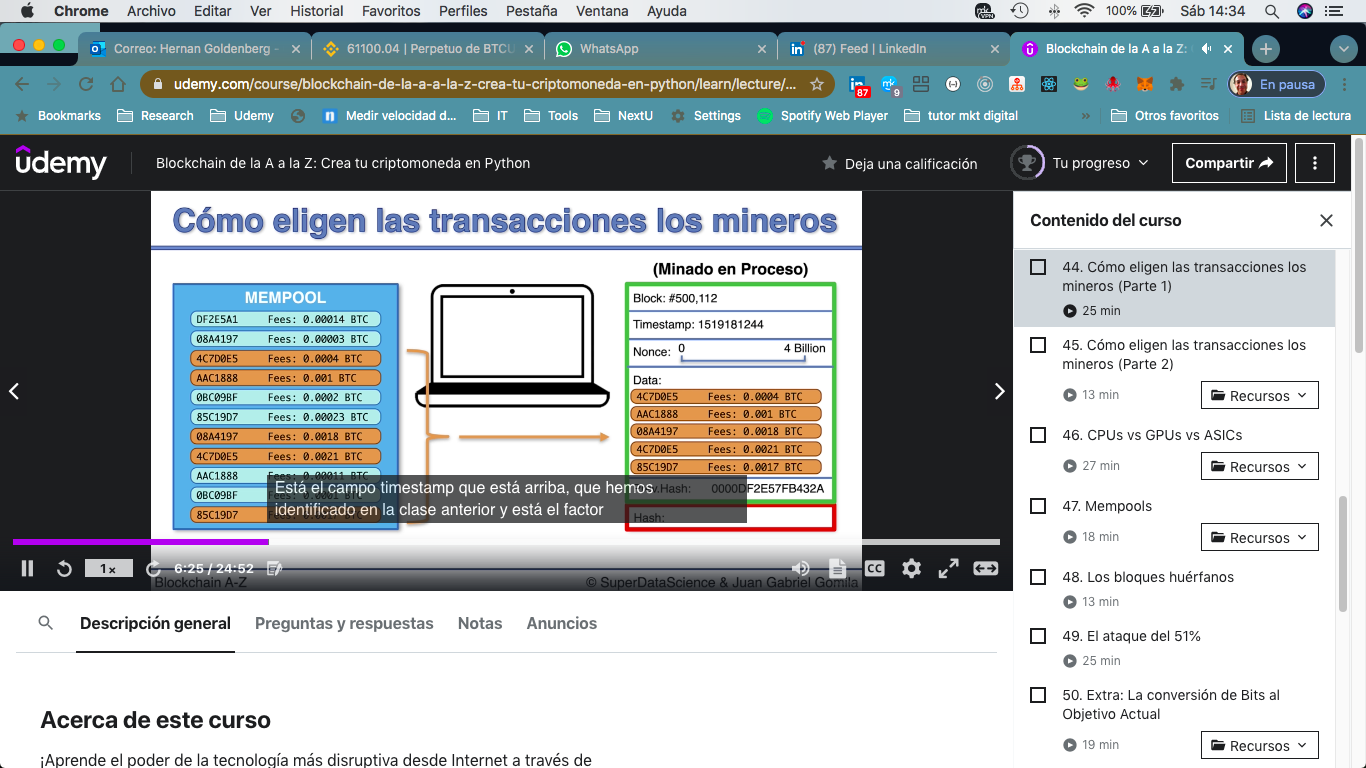 Chrome Archivo Editar Ver Historial Favoritos Perfiles Pestaña Ventana Ayuda 100% Sáb 14:34
Correo: Hernan Goldenberg - 61100.04 | Perpetuo de BTCU WhatsApp (87) Feed | LinkedIn Blockchain de la A a la Z:
udemy.com/course/blockchain-de-la-a-a-la-z-crea-tu-criptomoneda-en-python/learn/lecture/... 87 9 En pausa
Bookmarks Research Udemy Medir velocidad d... IT Tools NextU Settings Spotify Web Player tutor mkt digital » Otros favoritos Lista de lectura
udemy Blockchain de la A a la Z: Crea tu criptomoneda en Python Deja una calificación Tu progreso Compartir
Cómo eligen las transacciones los mineros
MEMPOOL
DF2E5A1 Fees: 0.00014 BTC
08A4197 Fees: 0.00003 BTC
4C7D0E5 Fees: 0.0004 BTC
AAC1888 Fees: 0.001 BTC
0BC09BF Fees: 0.0002 BTC
85C19D7 Fees: 0.00023 BTC
08A4197 Fees: 0.0018 BTC
4C7D0E5 Fees: 0.0021 BTC
AAC1888 Fees: 0.00011 BTC
0BC09BF
85C19D7
(Minado en Proceso)
Block: #500,112
Timestamp: 1519181244
Nonce: 0 4 Billion
Data:
4C7D0E5 Fees: 0.0004 BTC
AAC1888 Fees: 0.001 BTC
08A4197 Fees: 0.0018 BTC
4C7D0E5 Fees: 0.0021 BTC
85C19D7 Fees: 0.0017 BTC
.Hash: 0000DF2E57FB432A
Hash:
Está el campo timestamp que está arriba, que hemos
identificado en la clase anterior y está el factor
1x 6:25 / 24:52 CC
Blockchain A-Z © SuperDataScience & Juan Gabriel Gomila
Descripción general Preguntas y respuestas Notas Anuncios
Acerca de este curso
¡Aprende el poder de la tecnología más disruptiva desde Internet a través de
Contenido del curso
44. Cómo eligen las transacciones los
mineros (Parte 1)
25 min
45. Cómo eligen las transacciones los
mineros (Parte 2)
13 min Recursos
46. CPUs vs GPUs vs ASICs
27 min Recursos
47. Mempools
18 min Recursos
48. Los bloques huérfanos
13 min
49. El ataque del 51%
25 min
50. Extra: La conversión de Bits al
Objetivo Actual
19 min Recursos